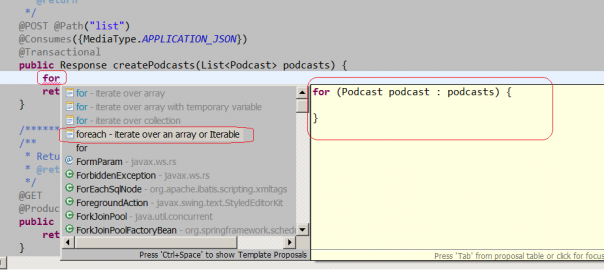 * @return
*/
@POST @Path("list")
@Consumes({MediaType.APPLICATION_JSON})
@Transactional
public Response createPodcasts(List<Podcast> podcasts) {
for
ret
}
/*******
/**
* Retu
* @ret
*/
@GET
@Produc
public
ret
}
for - iterate over array
for - iterate over array with temporary variable
for - iterate over collection
foreach - iterate over an array or Iterable
for
FormParam - javax.ws.rs
ForbiddenException - javax.ws.rs
ForEachSqlNode - org.apache.ibatis.scripting.xmltags
ForegroundAction - javax.swing.text.StyledEditorKit
ForkJoinPool - java.util.concurrent
ForkJoinPoolFactoryBean - org.springframework.sched
Press 'Ctrl+Space' to show Template Proposals
for (Podcast podcast : podcasts) {
}
Press 'Tab' from proposal table or click for focus